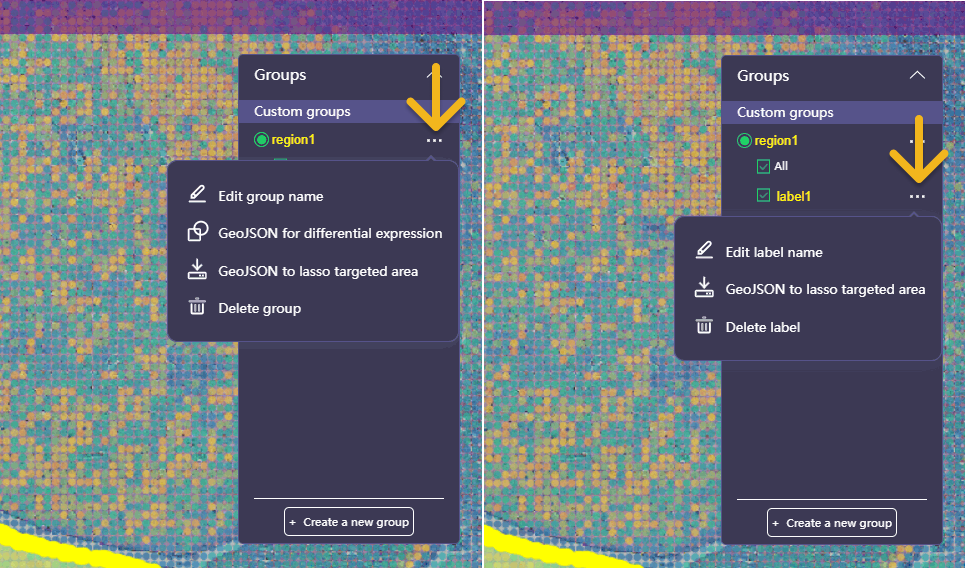 Groups
Custom groups
region1
Edit group name
GeoJSON for differential expression
GeoJSON to lasso targeted area
Delete group
+ Create a new group
Groups
Custom groups
region1
All
label1
Edit label name
GeoJSON to lasso targeted area
Delete label
+ Create a new group